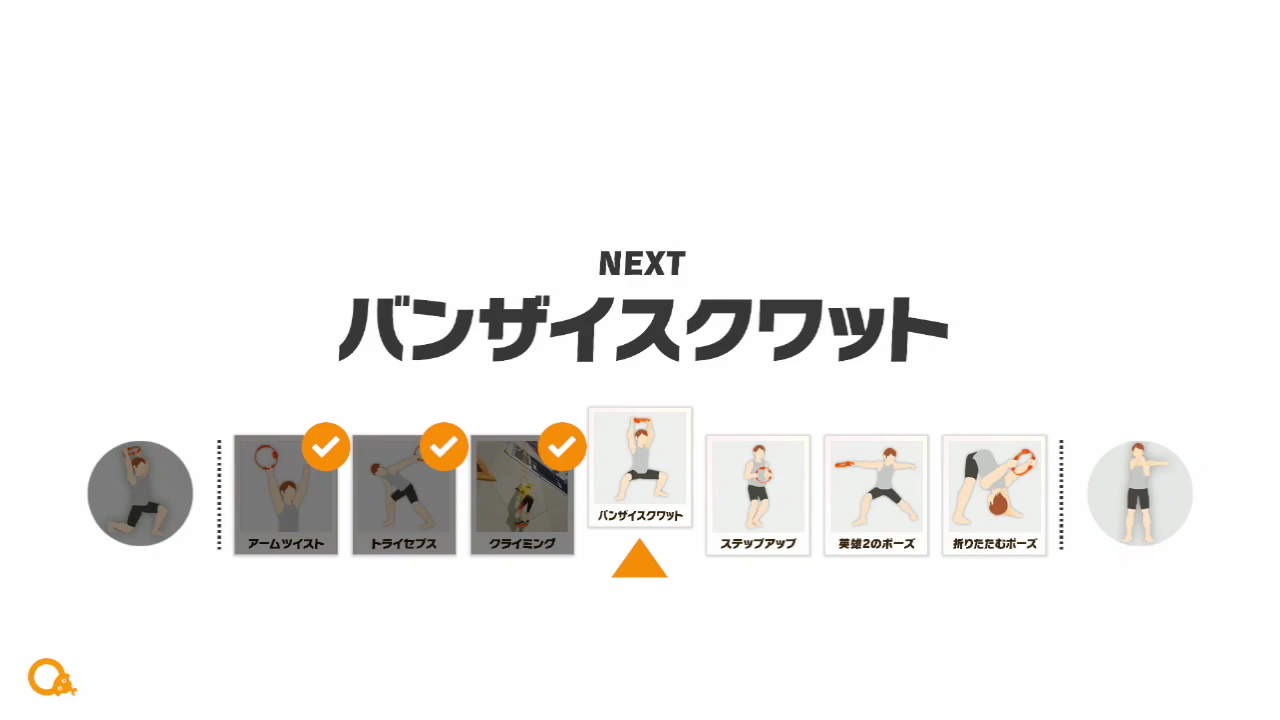 NEXT
バンザイスクワット
アームツイスト
トライセプス
クライミング
バンザイスクワット
ステップアップ
英雄2のポーズ
折りたたむポーズ